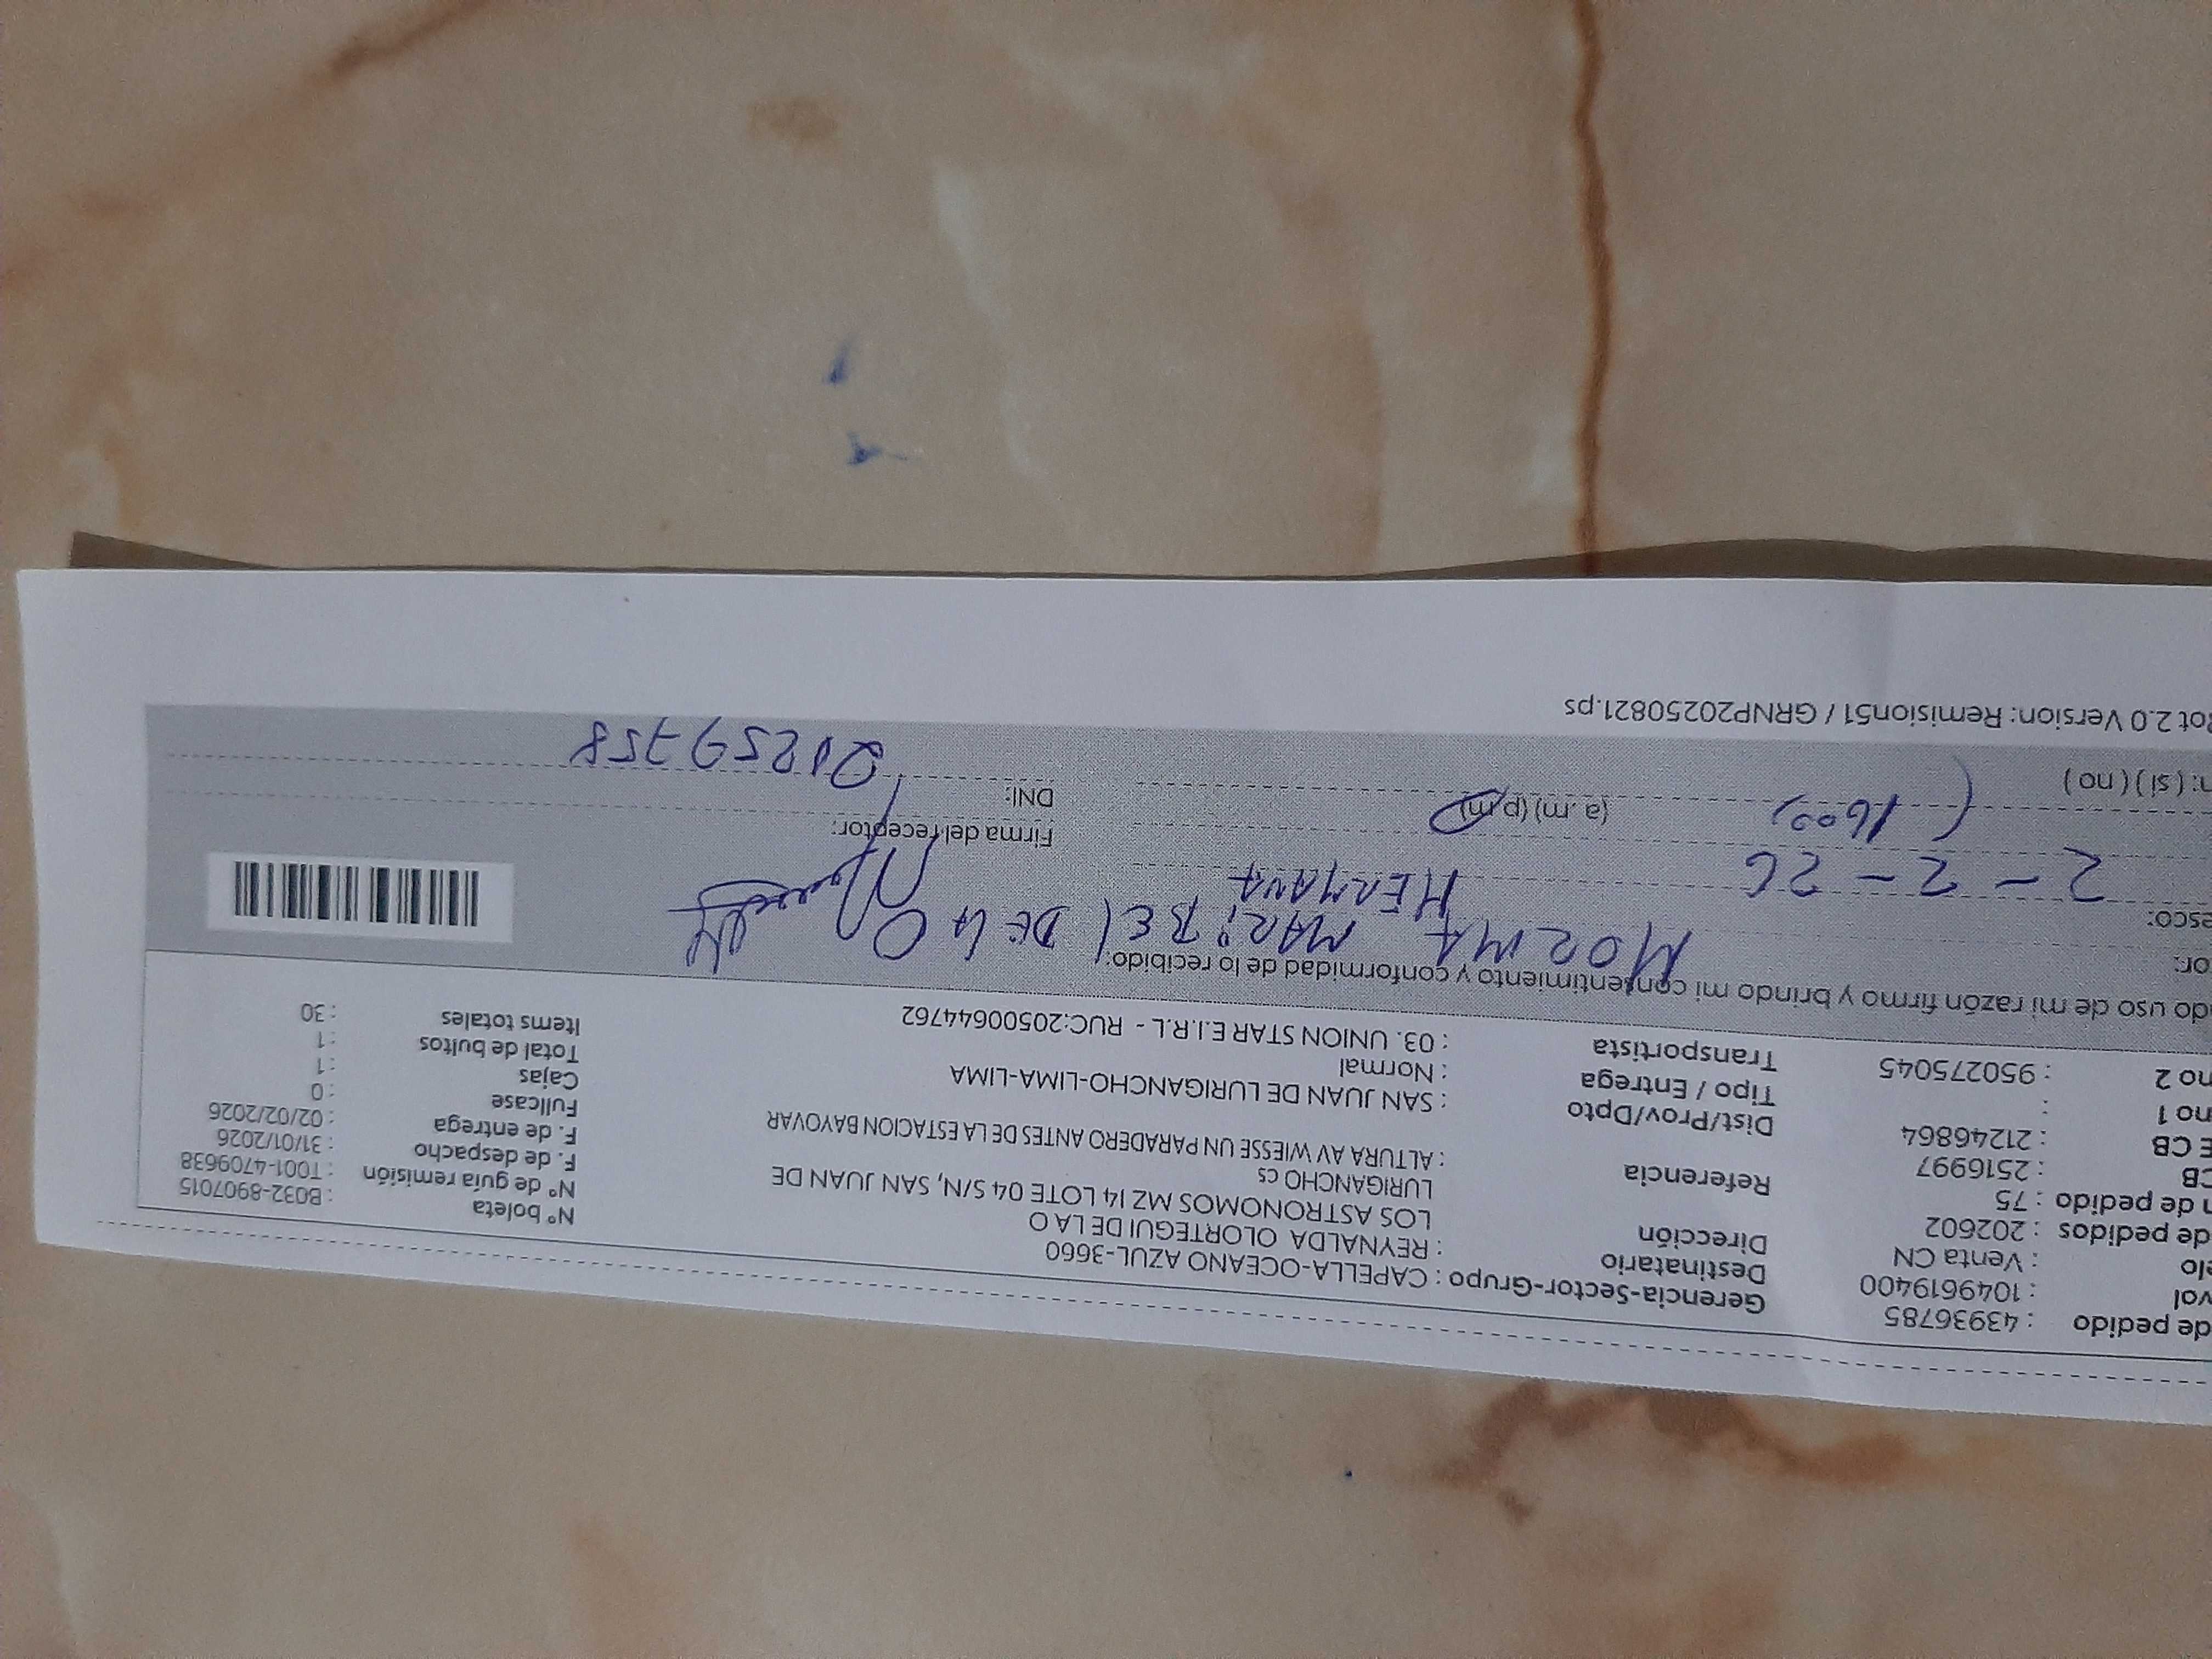 de pedido : 43936785
val : 1049619400
elo : Venta CN
de pedidos : 202602
n de pedido : 75
CB : 2516997
E CB : 21246864
no 1 :
no 2 : 950275045
Gerencia-Sector-Grupo : CAPELLA-OCEANO AZUL-3660
Destinatario : REYNALDA OLORTEGUI DE LA O
Dirección LOS ASTRONOMOS MZ I4 LOTE 04 S/N, SAN JUAN DE
LURIGANCHO cs
Referencia : ALTURA AV WIESSE UN PARADERO ANTES DE LA ESTACION BAYOVAR
Dist/Prov/Dpto : SAN JUAN DE LURIGANCHO-LIMA-LIMA
Tipo / Entrega : Normal
Transportista : 03. UNION STAR E.I.R.L - RUC:20500644762
Nº boleta : B032-8907015
Nº de guía remisión : T001-4709638
F. de despacho : 31/01/2026
F. de entrega : 02/02/2026
Fullcase : 0
Cajas : 1
Total de bultos : 1
Items totales : 30
do uso de mi razón firmo y brindo mi consentimiento y conformidad de lo recibido:
or: NORMA MARiBEl DE LA O
esco: HERMANA
2 - 2 - 26
Firma del receptor:
1600 (a.m) (p.m)
DNI: 21259758
n: ( si ) ( no )
ot 2.0 Version: Remision51 / GRNP20250821.ps